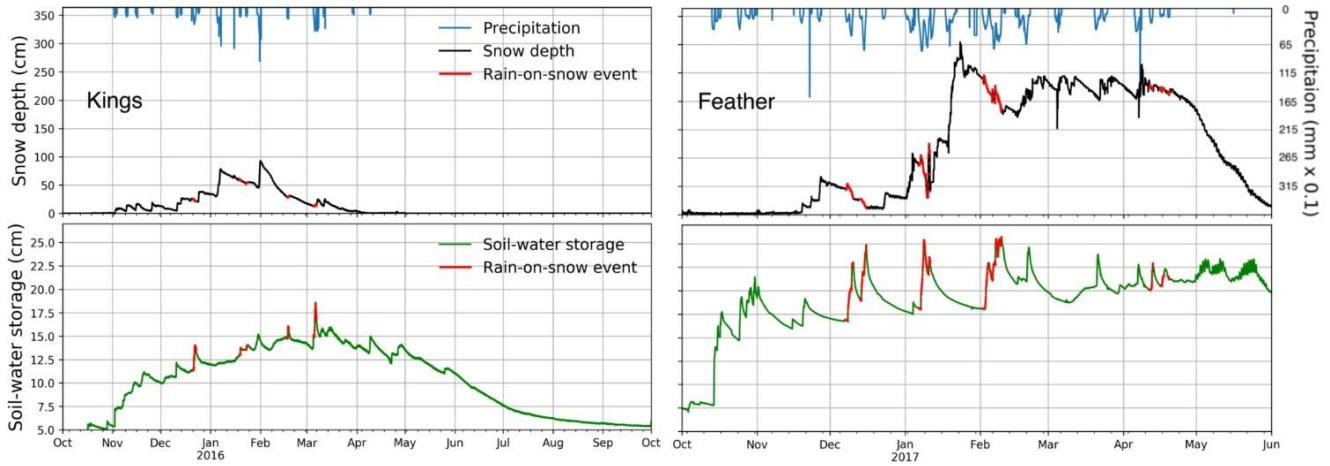 350
300
250
200
150
100
50
0
Snow depth (cm)
Precipitation
Snow depth
Rain-on-snow event
Kings
Feather
0
65
115
165
215
265
315
Precipitaion (mm x 0.1)
25.0
22.5
20.0
17.5
15.0
12.5
10.0
7.5
5.0
Soil-water storage (cm)
Soil-water storage
Rain-on-snow event
Oct Nov Dec Jan Feb Mar Apr May Jun Jul Aug Sep Oct
2016
Oct Nov Dec Jan Feb Mar Apr May Jun
2017